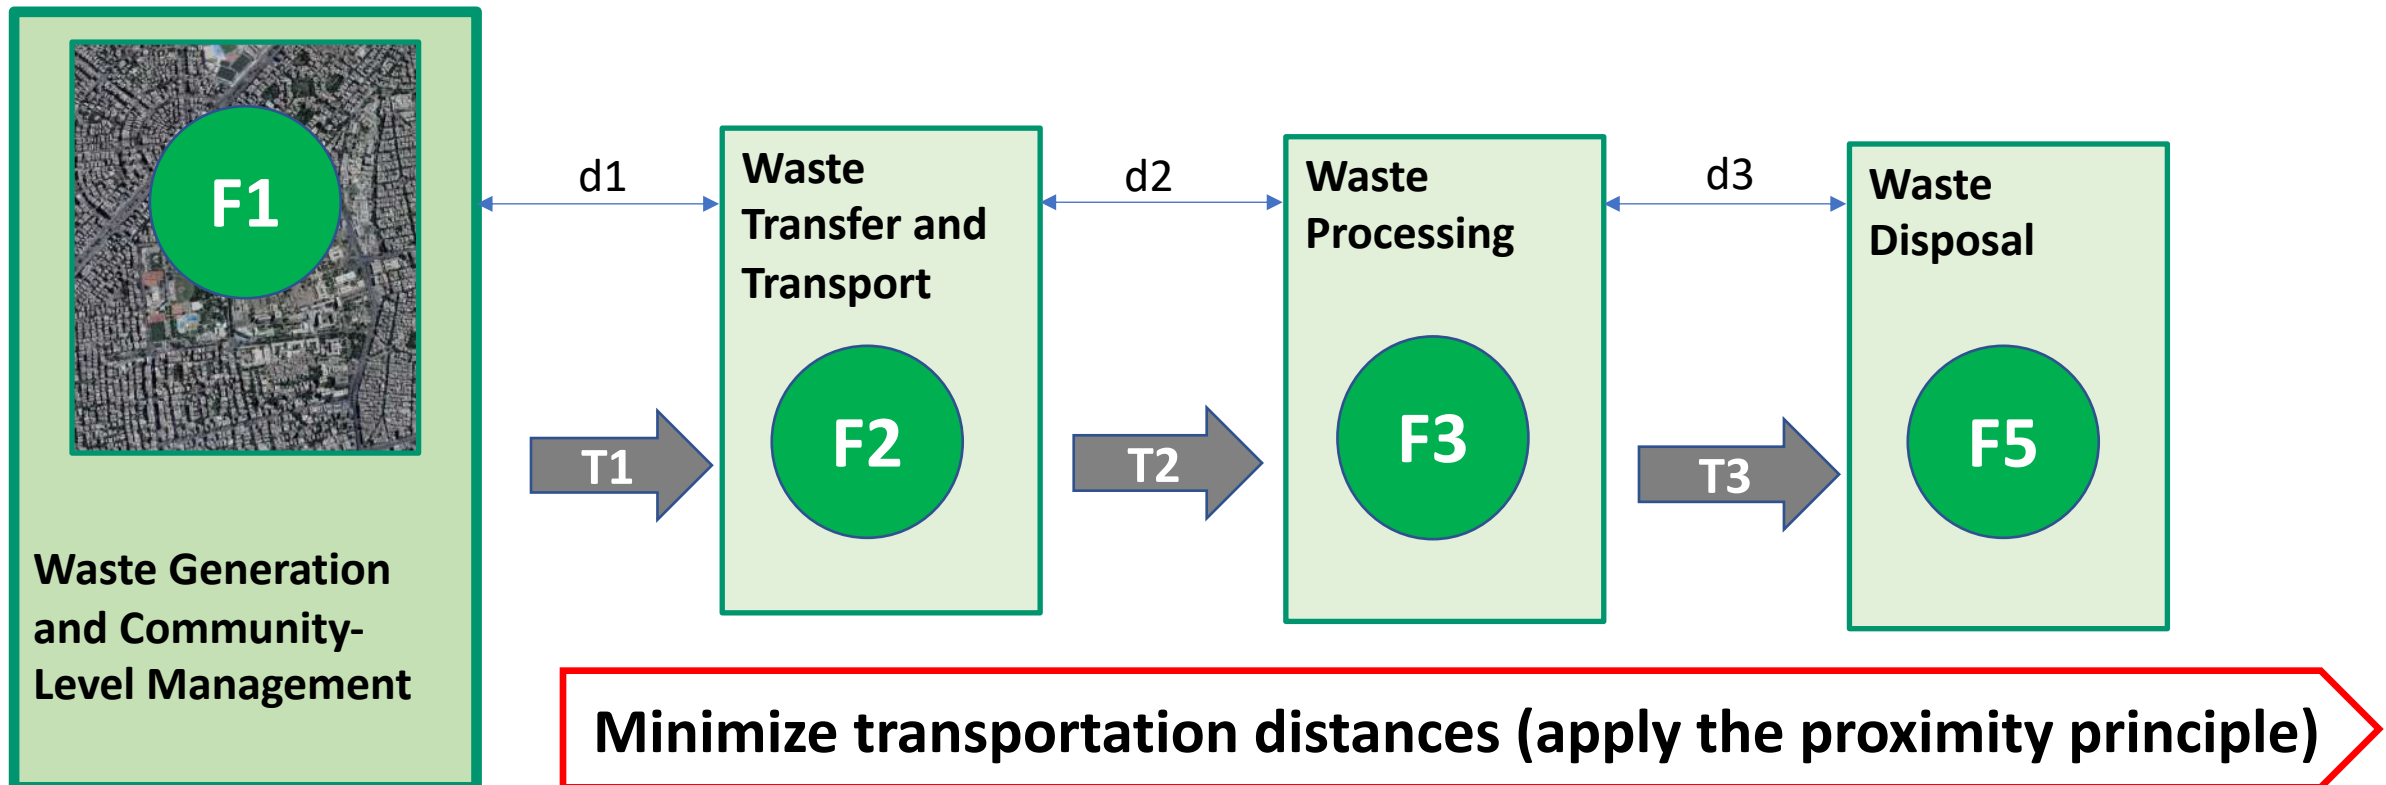 F1
Waste Generation
and Community-
Level Management
d1
T1
Waste
Transfer and
Transport
F2
d2
T2
Waste
Processing
F3
d3
T3
Waste
Disposal
F5
Minimize transportation distances (apply the proximity principle)